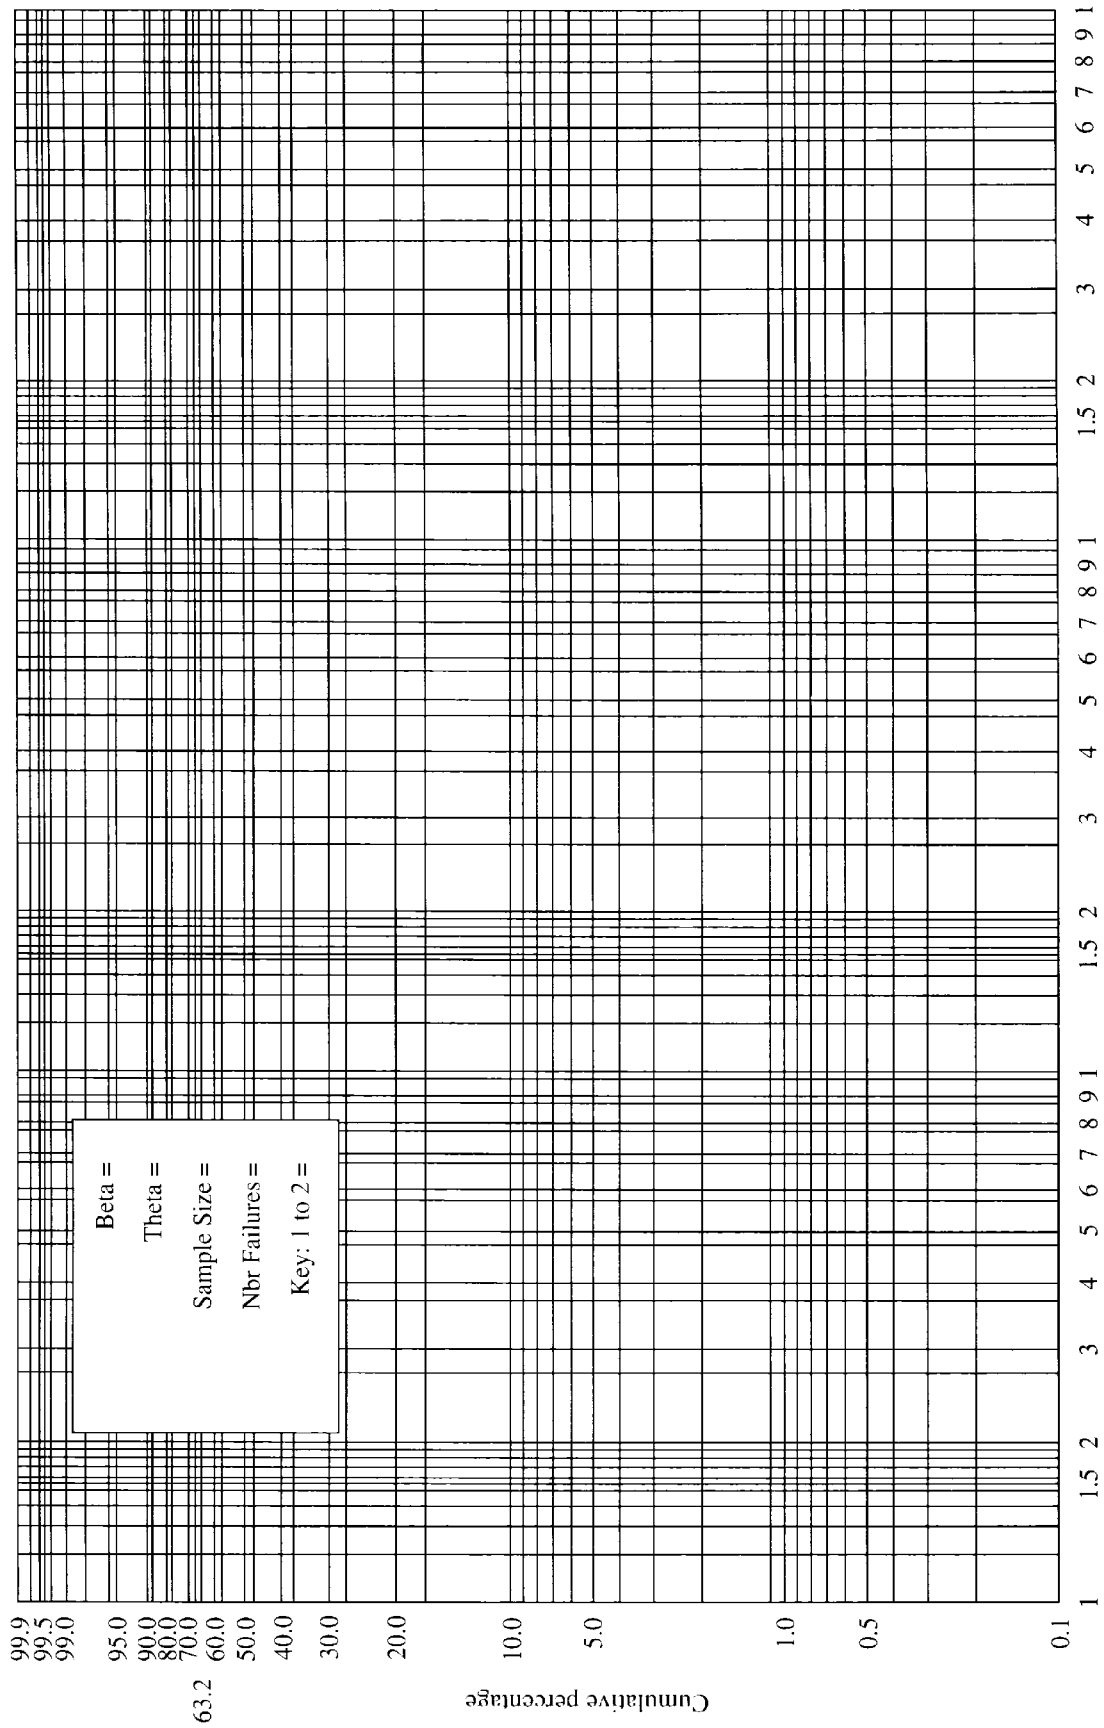 99.9
99.5
99.0
95.0
90.0
80.0
70.0
63.2
60.0
50.0
40.0
30.0
20.0
10.0
5.0
1.0
0.5
0.1
Cumulative percentage
Beta =
Theta =
Sample Size =
Nbr Failures =
Key: 1 to 2 =
1 1.5 2 3 4 5 6 7 8 9 1 1.5 2 3 4 5 6 7 8 9 1 1.5 2 3 4 5 6 7 8 9 1